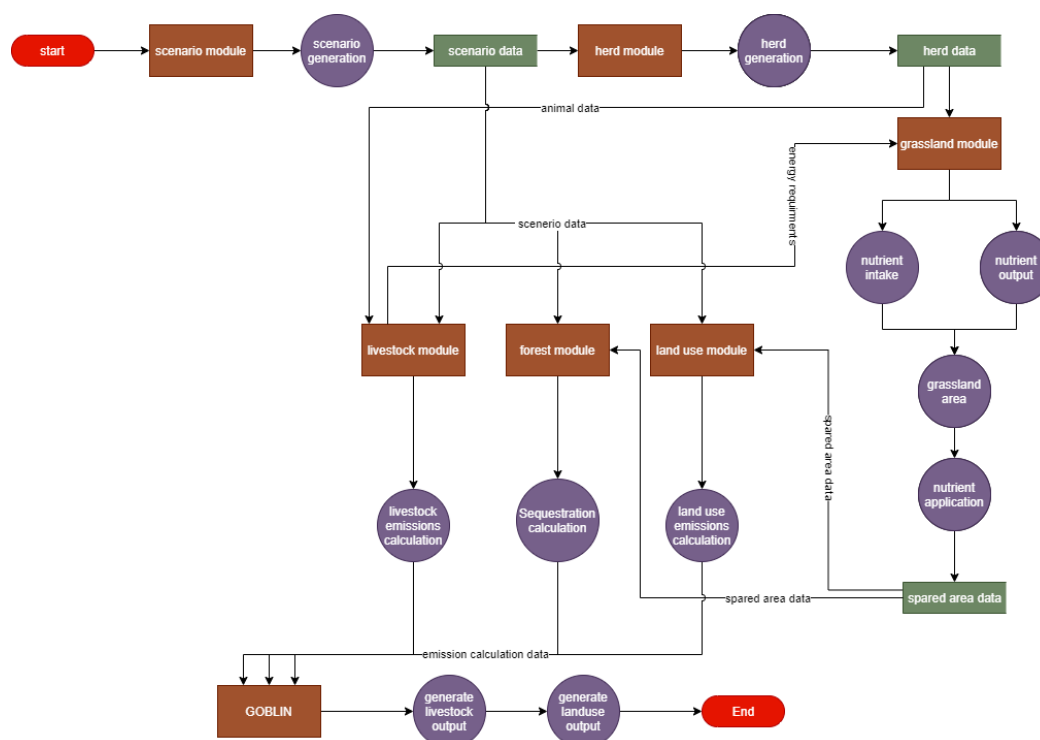 start
scenario module
scenario
generation
scenario data
herd module
herd
generation
herd data
animal data
grassland module
energy requirments
scenerio data
nutrient
intake
nutrient
output
livestock module
forest module
land use module
grassland
area
spared area data
nutrient
application
livestock
emissions
calculation
Sequestration
calculation
land use
emissions
calculation
spared area data
spared area data
emission calculation data
GOBLIN
generate
livestock
output
generate
landuse
output
End